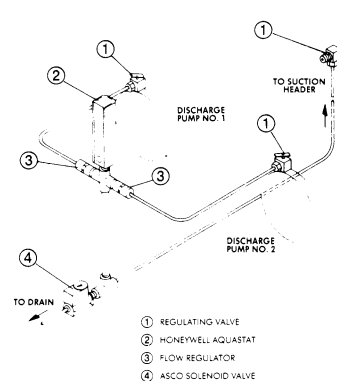 1
1
2
TO SUCTION
HEADER
DISCHARGE
PUMP NO. 1
1
3
3
DISCHARGE
PUMP NO. 2
4
TO DRAIN
1 REGULATING VALVE
2 HONEYWELL AQUASTAT
3 FLOW REGULATOR
4 ASCO SOLENOID VALVE